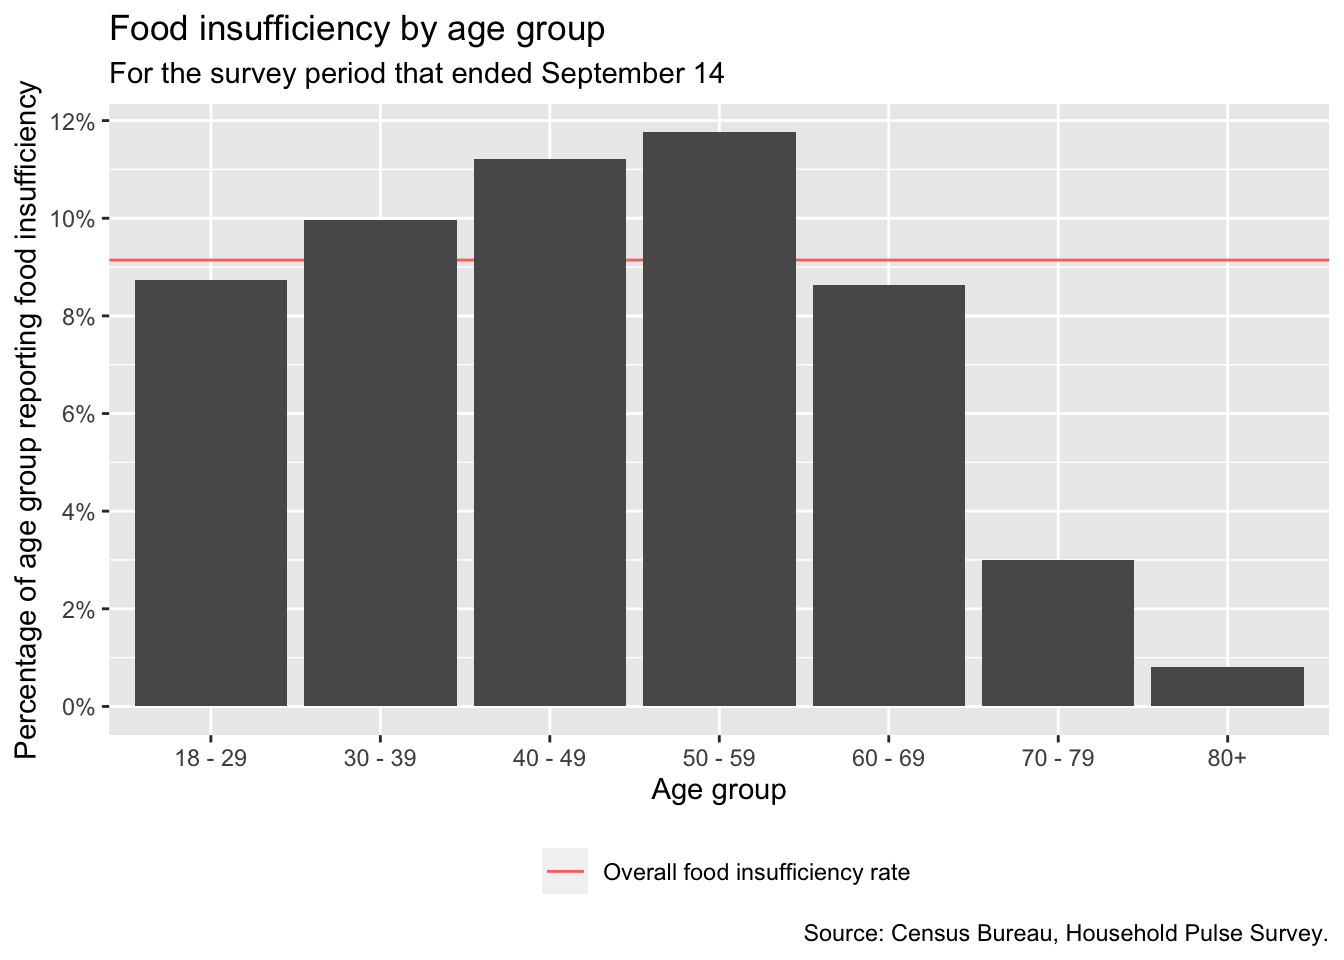 Food insufficiency by age group
For the survey period that ended September 14
Percentage of age group reporting food insufficiency
12%
10%
8%
6%
4%
2%
0%
18 - 29 30 - 39 40 - 49 50 - 59 60 - 69 70 - 79 80+
Age group
Overall food insufficiency rate
Source: Census Bureau, Household Pulse Survey.